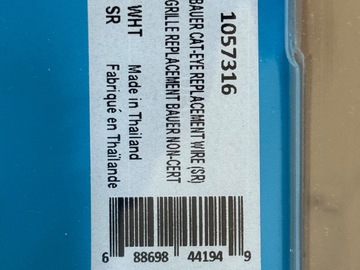 1057316
BAUER CAT-EYE REPLACEMENT WIRE (SR)
GRILLE REPLACEMENT BAUER NON-CERT
WHT Made in Thailand
SR Fabriqué en Thaïlande
6 88698 44194 9